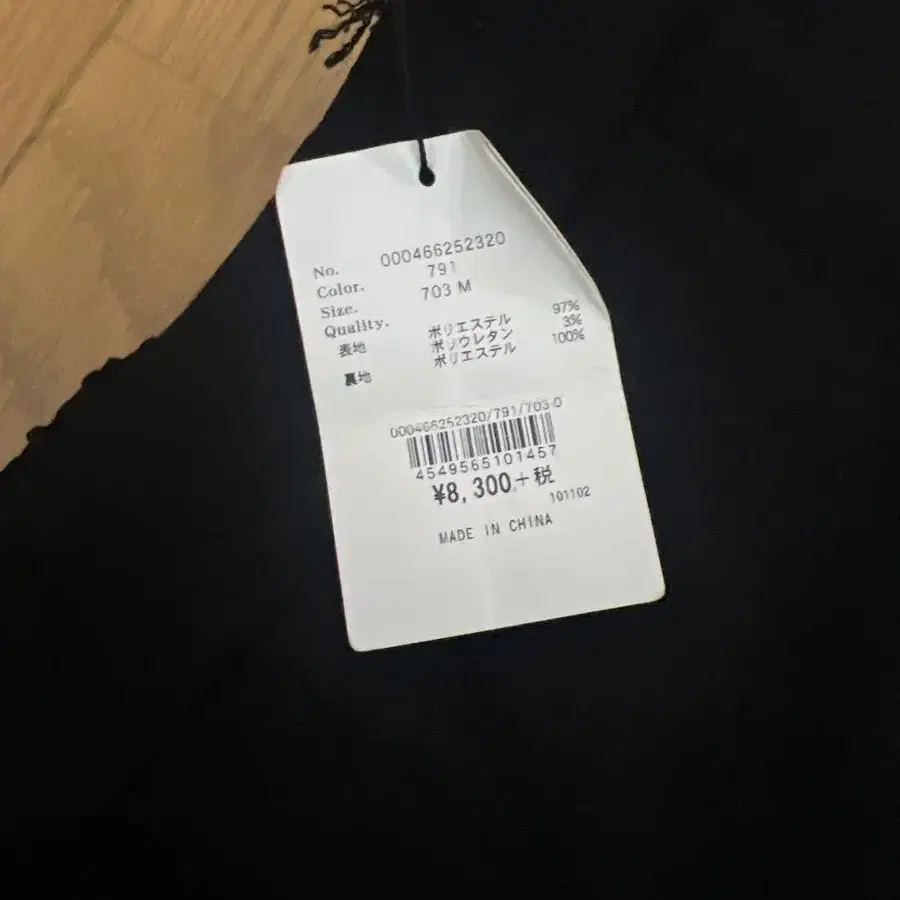 No. 000466252320
Color. 791
Size. 703 M
Quality.
表地 ポリエステル 97%
ポリウレタン 3%
裏地 ポリエステル 100%
000466252320/791/703-0
4549565101457
¥8,300.+税
101102
MADE IN CHINA